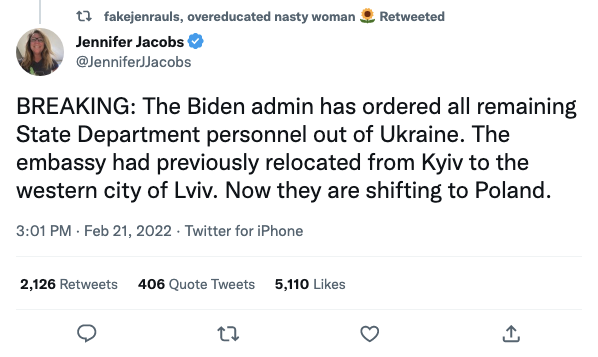 fakejenrauls, overeducated nasty woman 🌻 Retweeted
Jennifer Jacobs
@JenniferJJacobs
BREAKING: The Biden admin has ordered all remaining
State Department personnel out of Ukraine. The
embassy had previously relocated from Kyiv to the
western city of Lviv. Now they are shifting to Poland.
3:01 PM · Feb 21, 2022 · Twitter for iPhone
2,126 Retweets 406 Quote Tweets 5,110 Likes